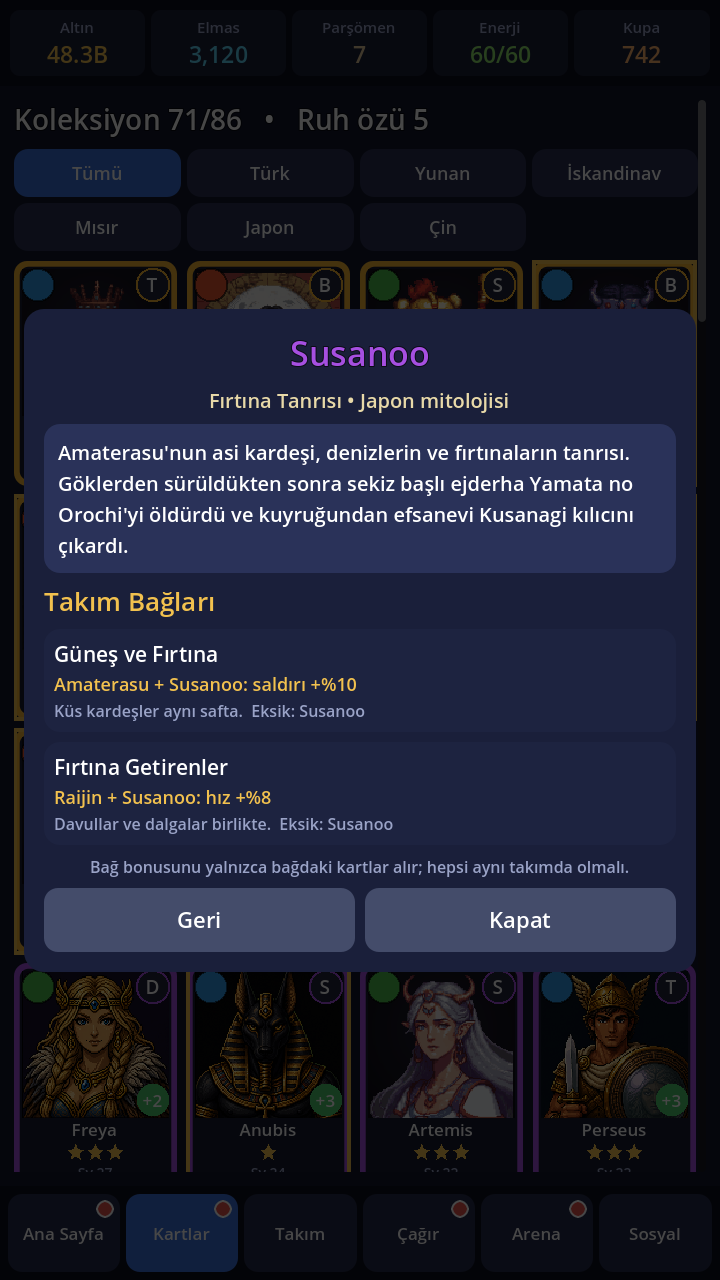 Altın
Elmas
Parşömen
Enerji
Kupa
48.3B
3,120
7
60/60
742
Koleksiyon 71/86 • Ruh özü 5
Tümü
Türk
Yunan
İskandinav
Mısır
Japon
Çin
T
B
S
B
Susanoo
Fırtına Tanrısı • Japon mitolojisi
Amaterasu'nun asi kardeşi, denizlerin ve fırtınaların tanrısı.
Göklerden sürüldükten sonra sekiz başlı ejderha Yamata no
Orochi'yi öldürdü ve kuyruğundan efsanevi Kusanagi kılıcını
çıkardı.
Takım Bağları
Güneş ve Fırtına
Amaterasu + Susanoo: saldırı +%10
Küs kardeşler aynı safta. Eksik: Susanoo
Fırtına Getirenler
Raijin + Susanoo: hız +%8
Davullar ve dalgalar birlikte. Eksik: Susanoo
Bağ bonusunu yalnızca bağdaki kartlar alır; hepsi aynı takımda olmalı.
Geri
Kapat
D
S
S
T
+2
+3
+3
Freya
Anubis
Artemis
Perseus
Ana Sayfa
Kartlar
Takım
Çağır
Arena
Sosyal